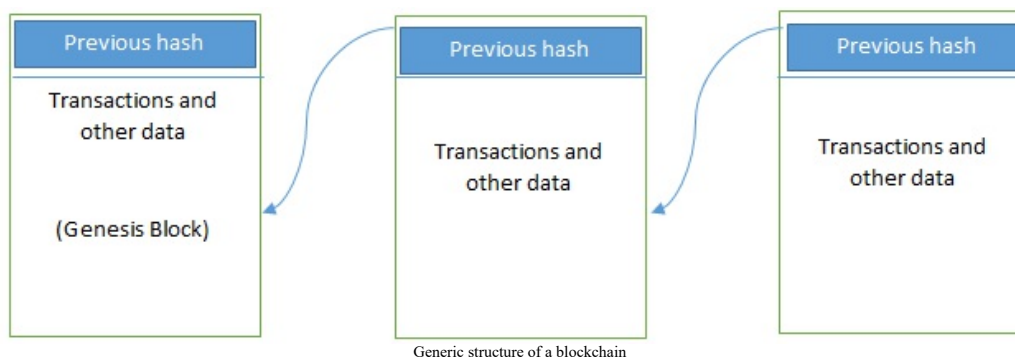 Previous hash
Transactions and
other data
(Genesis Block)
Previous hash
Transactions and
other data
Previous hash
Transactions and
other data
Generic structure of a blockchain